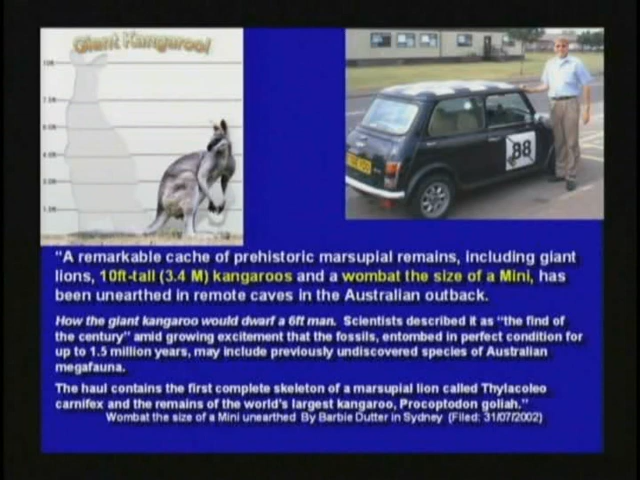 Giant Kangaroo!
88
"A remarkable cache of prehistoric marsupial remains, including giant
lions, 10ft-tall (3.4 M) kangaroos and a wombat the size of a Mini, has
been unearthed in remote caves in the Australian outback.
How the giant kangaroo would dwarf a 6ft man. Scientists described it as "the find of
the century" amid growing excitement that the fossils, entombed in perfect condition for
up to 1.5 million years, may include previously undiscovered species of Australian
megafauna.
The haul contains the first complete skeleton of a marsupial lion called Thylacoleo
carnifex and the remains of the world's largest kangaroo, Procoptodon goliah."
Wombat the size of a Mini unearthed By Barbie Dutter in Sydney (Filed: 31/07/2002)